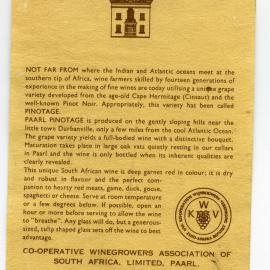 NOT FAR FROM where the Indian and Atlantic oceans meet at the
southern tip of Africa, wine farmers skilled by fourteen generations of
experience in the making of fine wines are today utilising a unique grape
variety developed from the age-old Cape Hermitage (Cinsaut) and the
well-known Pinot Noir. Appropriately, this variety has been called
PINOTAGE.
PAARL PINOTAGE is produced on the gently sloping hills near the
little town Durbanville, only a few miles from the cool Atlantic Ocean.
The grape variety yields a full-bodied wine with a distinctive bouquet.
Maturation takes place in large oak vats quietly resting in our cellars
in Paarl and the wine is only bottled when its inherent qualities are
clearly revealed.
This unique South African wine is deep garnet red in colour; it is dry
and robust in flavour and the perfect com-
panion to hearty red meats, game, duck, goose,
spaghetti or cheese. Serve at room temperature
or a few degrees below. If possible, open an
hour or more before serving to allow the wine
to "breathe". Any glass will do, but a generous-
sized, tulip shaped glass sets off the wine to best
advantage.
KWV
CO-OPERATIVE WINEGROWERS ASSOCIATION OF
SOUTH AFRICA, LIMITED, PAARL.